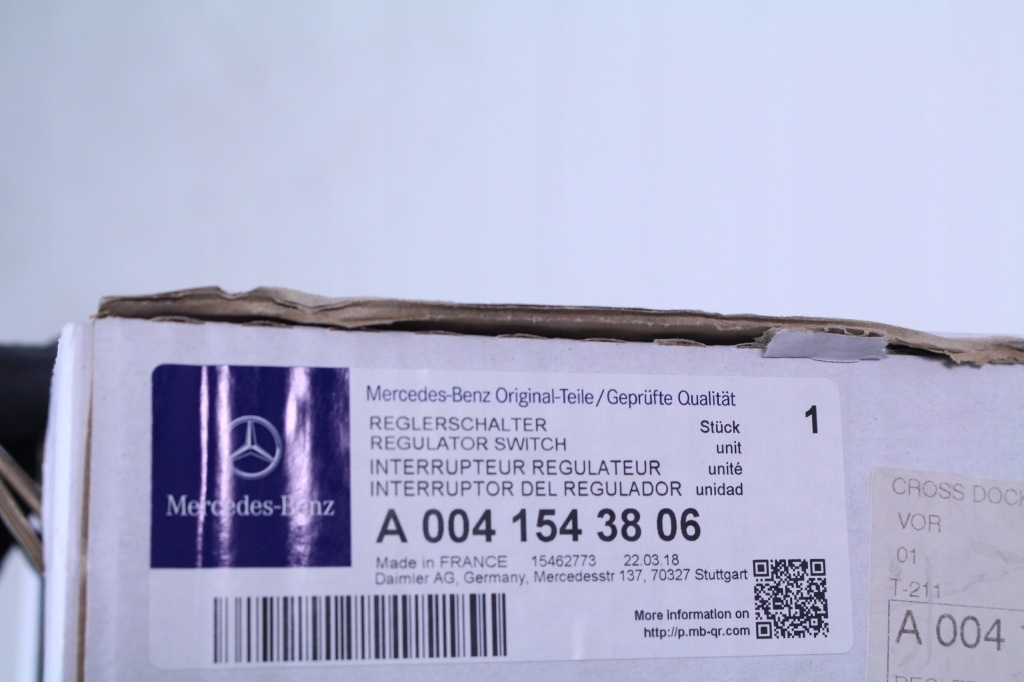 Mercedes-Benz
Mercedes-Benz Original-Teile/Geprüfte Qualität
REGLERSCHALTER Stück 1
REGULATOR SWITCH unit
INTERRUPTEUR REGULATEUR unité
INTERRUPTOR DEL REGULADOR unidad
A 004 154 38 06
Made in FRANCE 15462773 22.03.18
Daimler AG, Germany, Mercedesstr 137, 70327 Stuttgart
More information on
http://p.mb-qr.com
CROSS DOCK
VOR
01
T-211
A 004